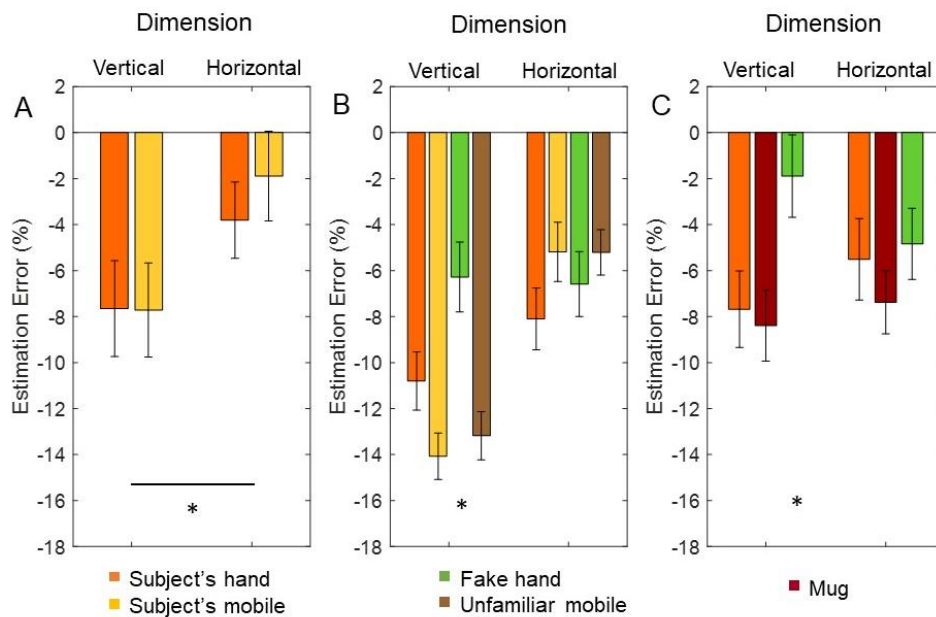 Dimension
Vertical Horizontal
A
2
0
-2
-4
-6
-8
-10
-12
-14
-16
-18
Estimation Error (%)
*
Dimension
Vertical Horizontal
B
2
0
-2
-4
-6
-8
-10
-12
-14
-16
-18
Estimation Error (%)
*
Dimension
Vertical Horizontal
C
2
0
-2
-4
-6
-8
-10
-12
-14
-16
-18
Estimation Error (%)
*
Subject's hand
Subject's mobile
Fake hand
Unfamiliar mobile
Mug